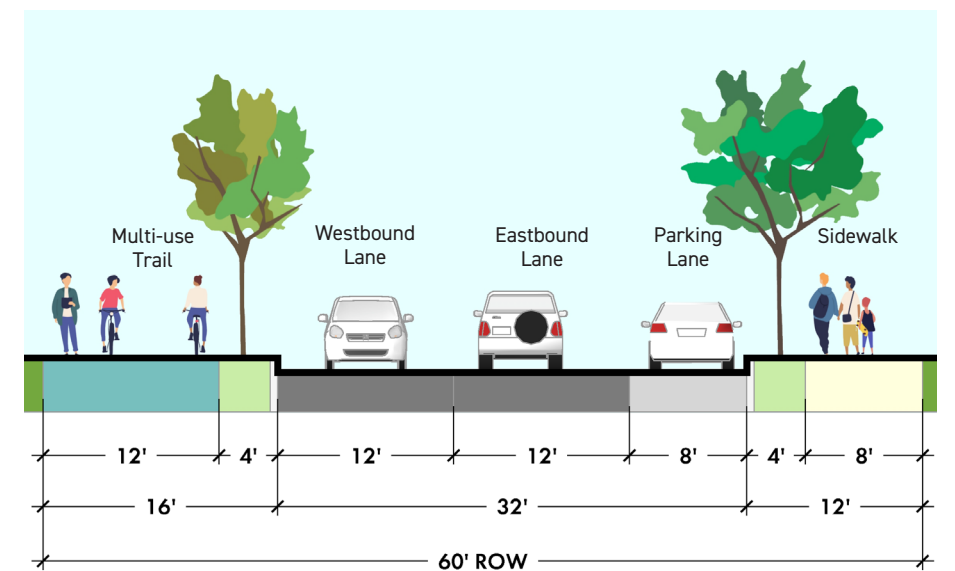 Multi-use
Trail
Westbound
Lane
Eastbound
Lane
Parking
Lane
Sidewalk
12'
4'
12'
12'
8'
4'
8'
16'
32'
12'
60' ROW